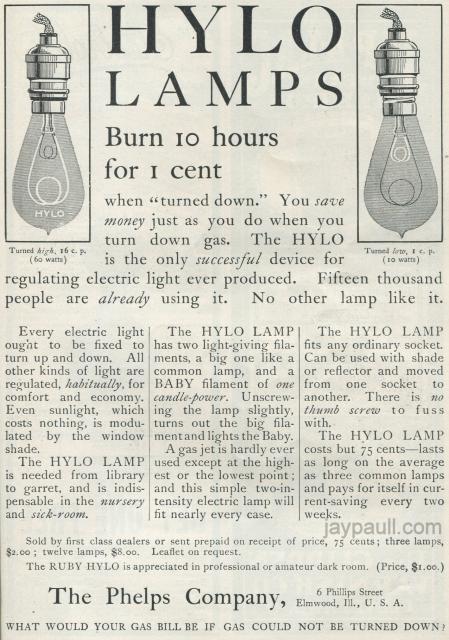 HYLO
LAMPS
Burn 10 hours
for 1 cent
when "turned down." You save
money just as you do when you
turn down gas. The HYLO
is the only successful device for
regulating electric light ever produced. Fifteen thousand
people are already using it. No other lamp like it.
HYLO
Turned high, 16 c. p.
(60 watts)
Turned low, 1 c. p.
(10 watts)
Every electric light
ought to be fixed to
turn up and down. All
other kinds of light are
regulated, habitually, for
comfort and economy.
Even sunlight, which
costs nothing, is modu-
lated by the window
shade.
The HYLO LAMP
is needed from library
to garret, and is indis-
pensable in the nursery
and sick-room.
The HYLO LAMP
has two light-giving fila-
ments, a big one like a
common lamp, and a
BABY filament of one
candle-power. Unscrew-
ing the lamp slightly,
turns out the big fila-
ment and lights the Baby.
A gas jet is hardly ever
used except at the high-
est or the lowest point;
and this simple two-in-
tensity electric lamp will
fit nearly every case.
The HYLO LAMP
fits any ordinary socket.
Can be used with shade
or reflector and moved
from one socket to
another. There is no
thumb screw to fuss
with.
The HYLO LAMP
costs but 75 cents—lasts
as long on the average
as three common lamps
and pays for itself in cur-
rent-saving every two
weeks.
jaypaull.com
Sold by first class dealers or sent prepaid on receipt of price, 75 cents; three lamps,
$2.00; twelve lamps, $8.00. Leaflet on request.
The RUBY HYLO is appreciated in professional or amateur dark room. (Price, $1.00.)
The Phelps Company,
6 Phillips Street
Elmwood, Ill., U. S. A.
WHAT WOULD YOUR GAS BILL BE IF GAS COULD NOT BE TURNED DOWN?